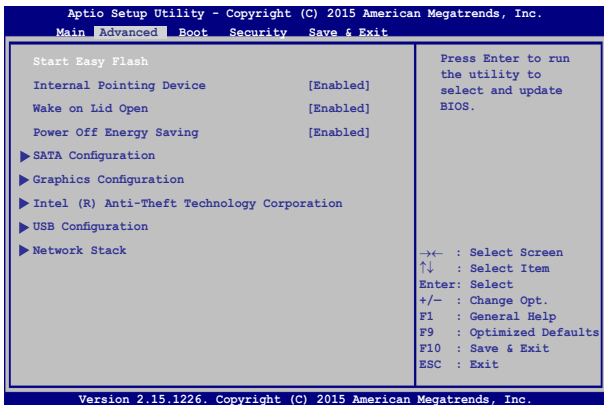 Aptio Setup Utility - Copyright (C) 2015 American Megatrends, Inc.
Main Advanced Boot Security Save & Exit
Start Easy Flash
Internal Pointing Device [Enabled]
Wake on Lid Open [Enabled]
Power Off Energy Saving [Enabled]
SATA Configuration
Graphics Configuration
Intel (R) Anti-Theft Technology Corporation
USB Configuration
Network Stack
Press Enter to run
the utility to
select and update
BIOS.
→← : Select Screen
↑↓ : Select Item
Enter: Select
+/— : Change Opt.
F1 : General Help
F9 : Optimized Defaults
F10 : Save & Exit
ESC : Exit
Version 2.15.1226. Copyright (C) 2015 American Megatrends, Inc.